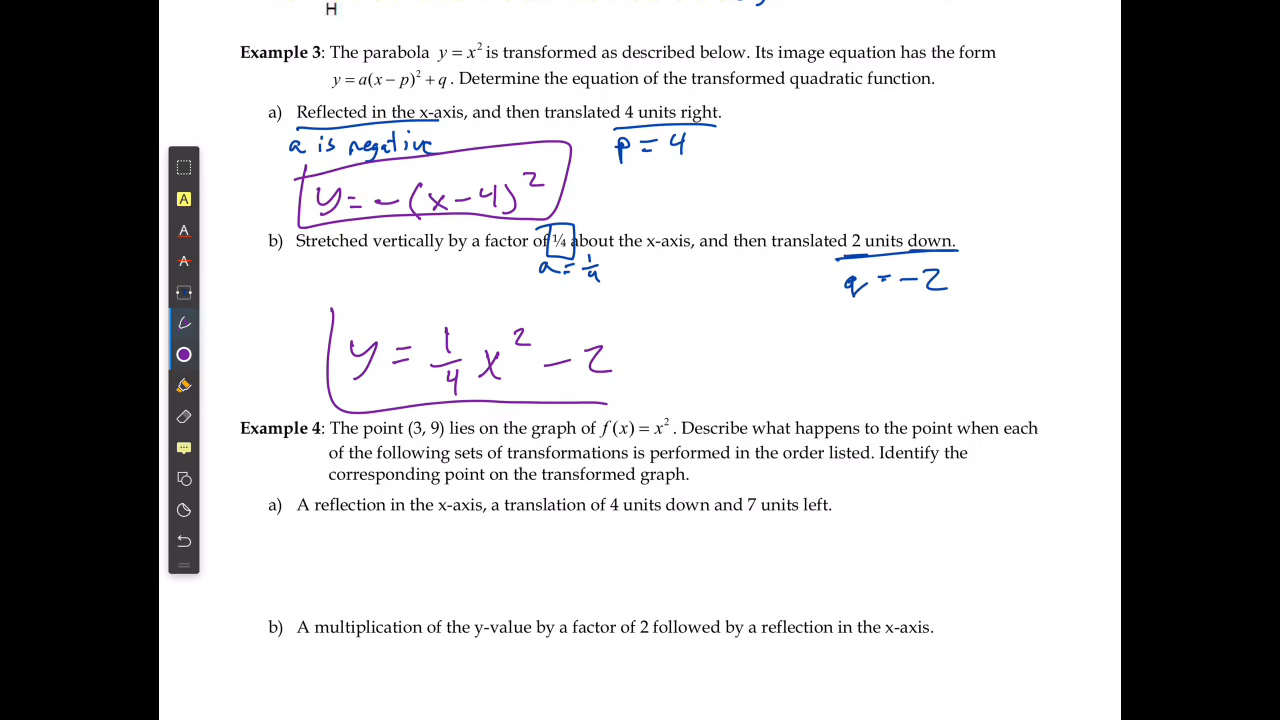 H
Example 3: The parabola y = x² is transformed as described below. Its image equation has the form
y = a(x − p)² + q. Determine the equation of the transformed quadratic function.
a) Reflected in the x-axis, and then translated 4 units right.
a is negative p = 4
y = -(x-4)²
b) Stretched vertically by a factor of ¼ about the x-axis, and then translated 2 units down.
a = 1/4 q = -2
y = 1/4 x² - 2
Example 4: The point (3, 9) lies on the graph of f(x) = x². Describe what happens to the point when each
of the following sets of transformations is performed in the order listed. Identify the
corresponding point on the transformed graph.
a) A reflection in the x-axis, a translation of 4 units down and 7 units left.
b) A multiplication of the y-value by a factor of 2 followed by a reflection in the x-axis.
A
A
A